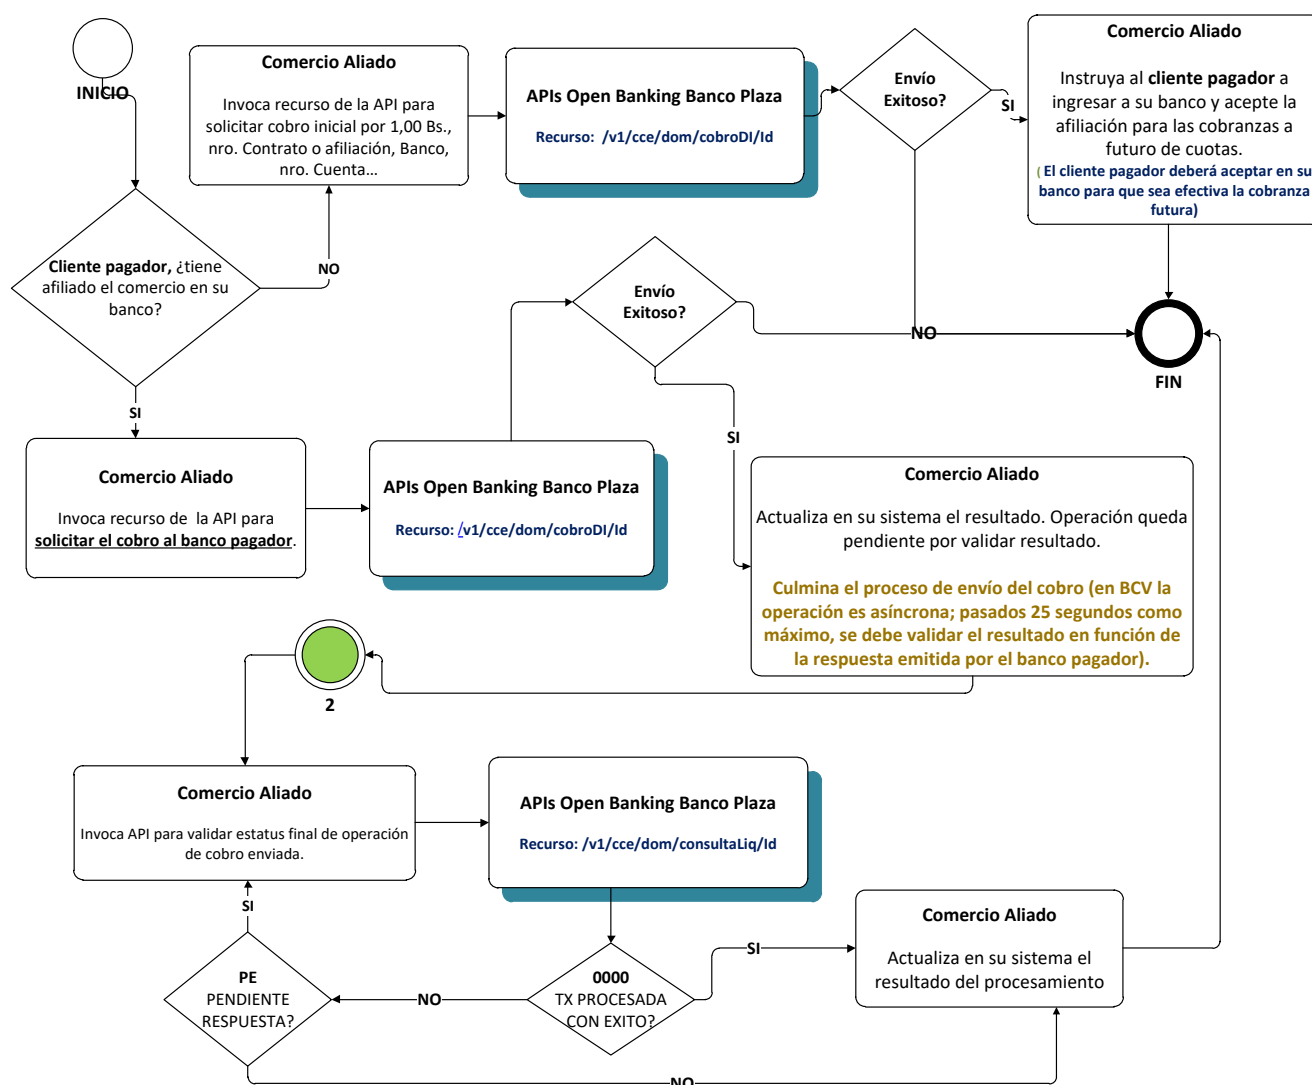 INICIO
Comercio Aliado
Invoca recurso de la API para
solicitar cobro inicial por 1,00 Bs.,
nro. Contrato o afiliación, Banco,
nro. Cuenta...
APIs Open Banking Banco Plaza
Recurso: /v1/cce/dom/cobroDI/Id
Envío
Exitoso?
SI
Comercio Aliado
Instruya al cliente pagador a
ingresar a su banco y acepte la
afiliación para las cobranzas a
futuro de cuotas.
( El cliente pagador deberá aceptar en su
banco para que sea efectiva la cobranza
futura)
Cliente pagador, ¿tiene
afiliado el comercio en su
banco?
NO
Envío
Exitoso?
NO
FIN
SI
SI
Comercio Aliado
Invoca recurso de la API para
solicitar el cobro al banco pagador.
APIs Open Banking Banco Plaza
Recurso: /v1/cce/dom/cobroDI/Id
Comercio Aliado
Actualiza en su sistema el resultado. Operación queda
pendiente por validar resultado.
Culmina el proceso de envío del cobro (en BCV la
operación es asíncrona; pasados 25 segundos como
máximo, se debe validar el resultado en función de
la respuesta emitida por el banco pagador).
2
Comercio Aliado
Invoca API para validar estatus final de operación
de cobro enviada.
APIs Open Banking Banco Plaza
Recurso: /v1/cce/dom/consultaLiq/Id
SI
PE
PENDIENTE
RESPUESTA?
NO
0000
TX PROCESADA
CON EXITO?
SI
Comercio Aliado
Actualiza en su sistema el
resultado del procesamiento
NO